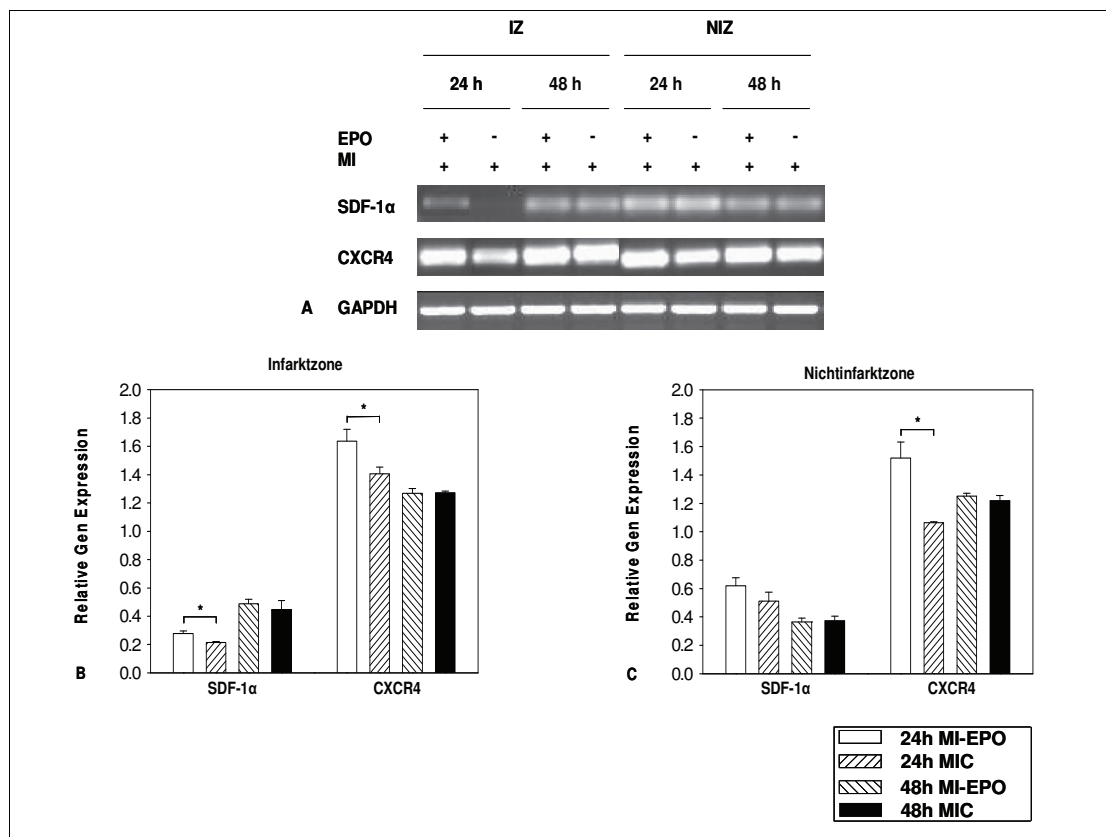 IZ NIZ
24 h 48 h 24 h 48 h
EPO + - + - + - + -
MI + + + + + + + +
SDF-1α
CXCR4
A GAPDH
Infarktzone
Relative Gen Expression
2.0
1.8
1.6
1.4
1.2
1.0
0.8
0.6
0.4
0.2
0.0
* *
SDF-1α CXCR4
B
Nichtinfarktzone
Relative Gen Expression
2.0
1.8
1.6
1.4
1.2
1.0
0.8
0.6
0.4
0.2
0.0
*
SDF-1α CXCR4
C
24h MI-EPO
24h MIC
48h MI-EPO
48h MIC